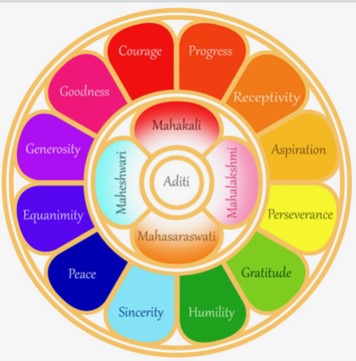 Courage
Progress
Receptivity
Aspiration
Perseverance
Gratitude
Humility
Sincerity
Peace
Equanimity
Generosity
Goodness
Mahakali
Mahalakshmi
Mahasaraswati
Maheshwari
Aditi